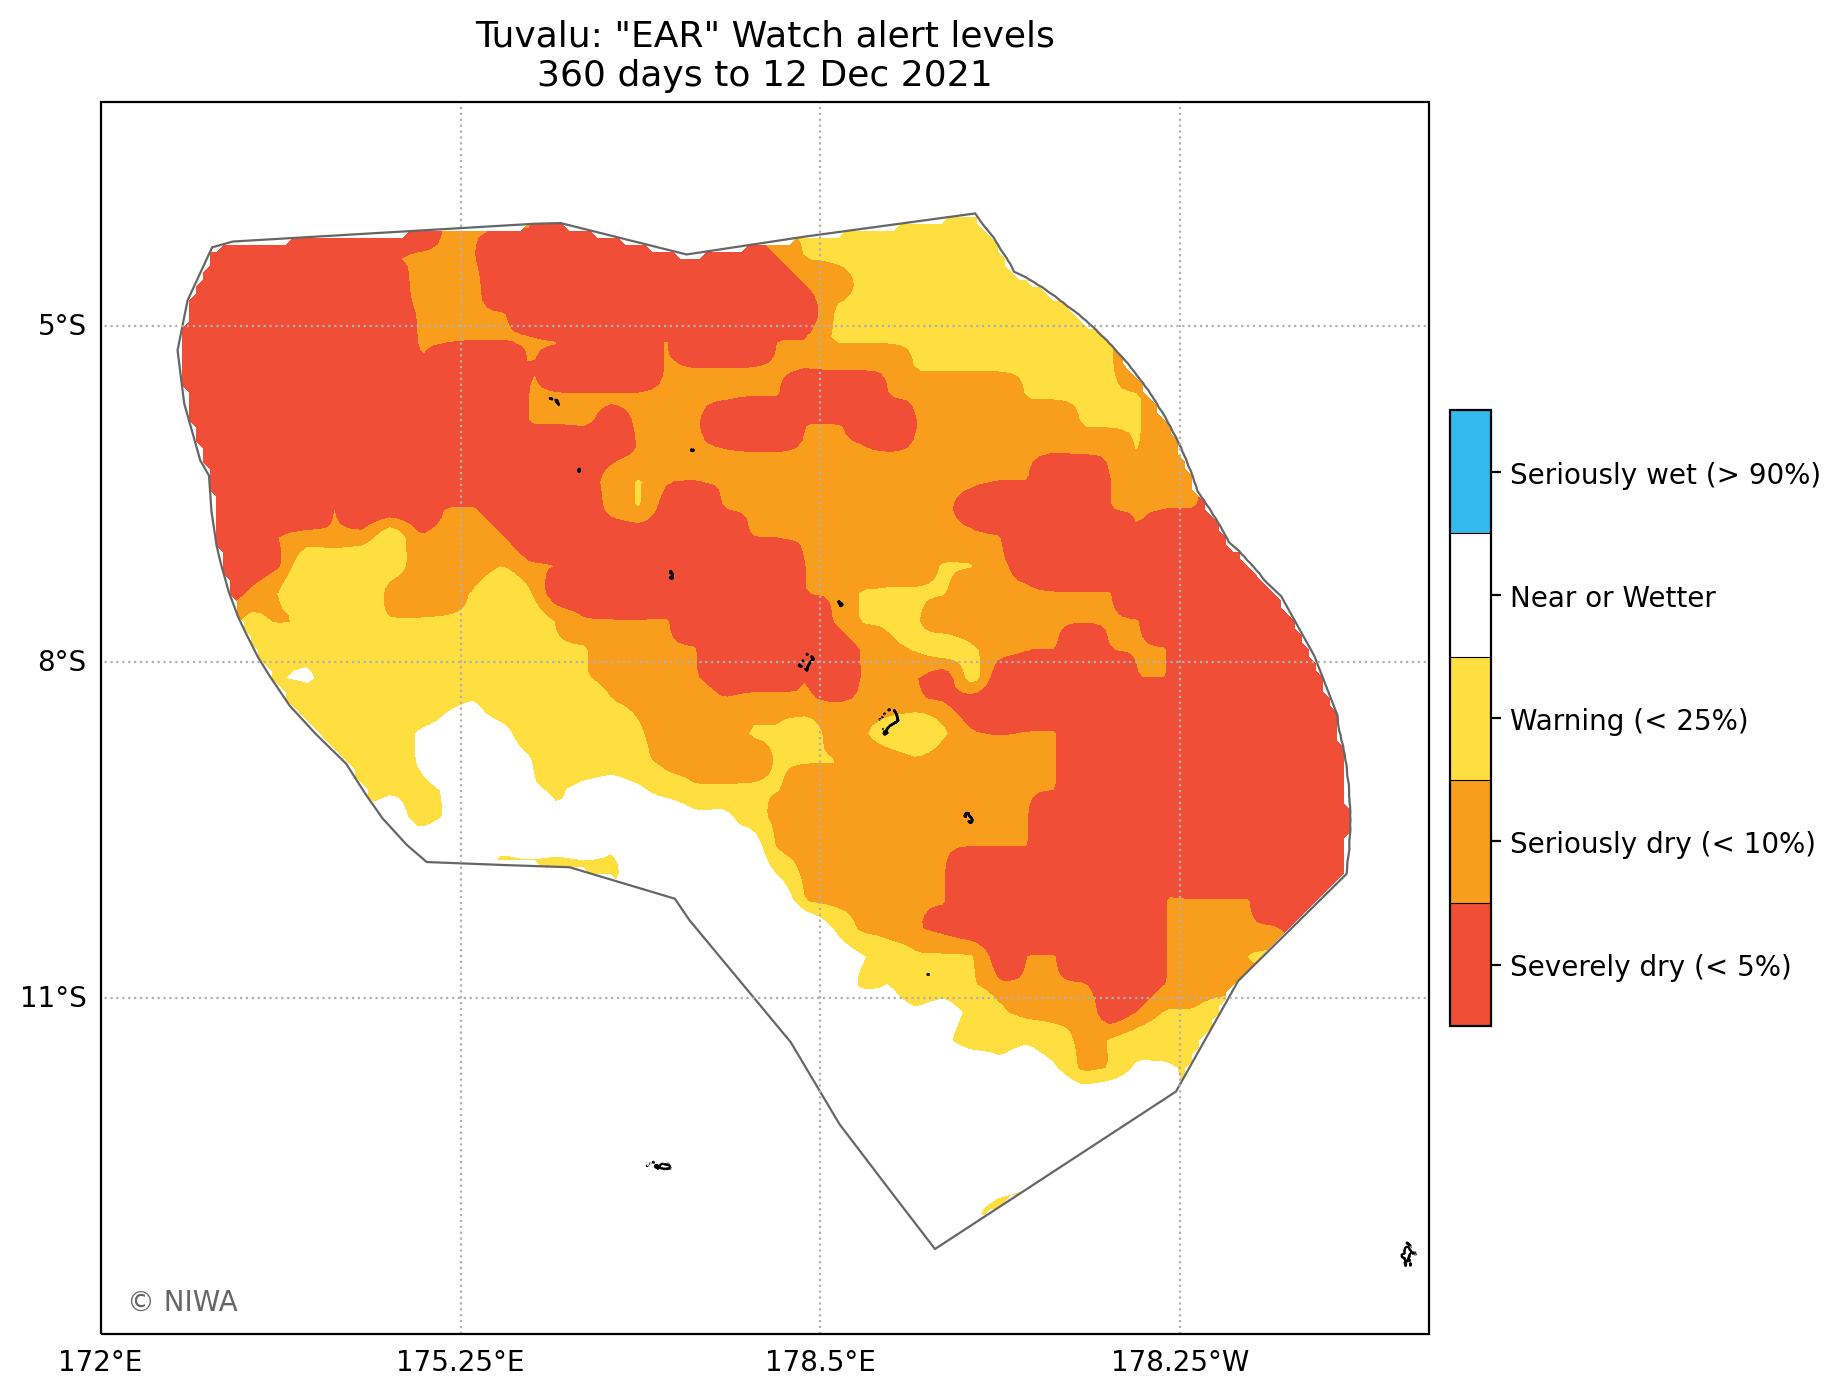 Tuvalu: "EAR" Watch alert levels
360 days to 12 Dec 2021
5°S
8°S
11°S
172°E
175.25°E
178.5°E
178.25°W
Seriously wet (> 90%)
Near or Wetter
Warning (< 25%)
Seriously dry (< 10%)
Severely dry (< 5%)
© NIWA